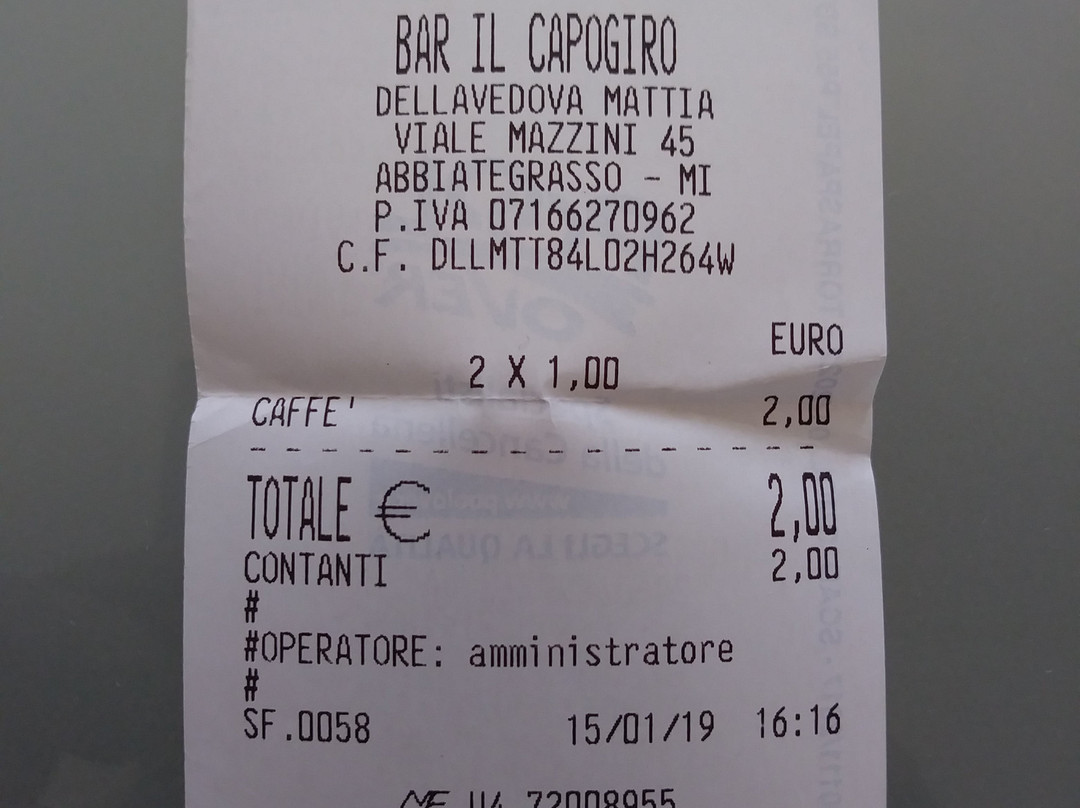 BAR IL CAPOGIRO
DELLAVEDOVA MATTIA
VIALE MAZZINI 45
ABBIATEGRASSO - MI
P.IVA 07166270962
C.F. DLLMTT84L02H264W
EURO
2 X 1,00
CAFFE' 2,00
TOTALE € 2,00
CONTANTI 2,00
#
#OPERATORE: amministratore
#
SF.0058 15/01/19 16:16
72008955